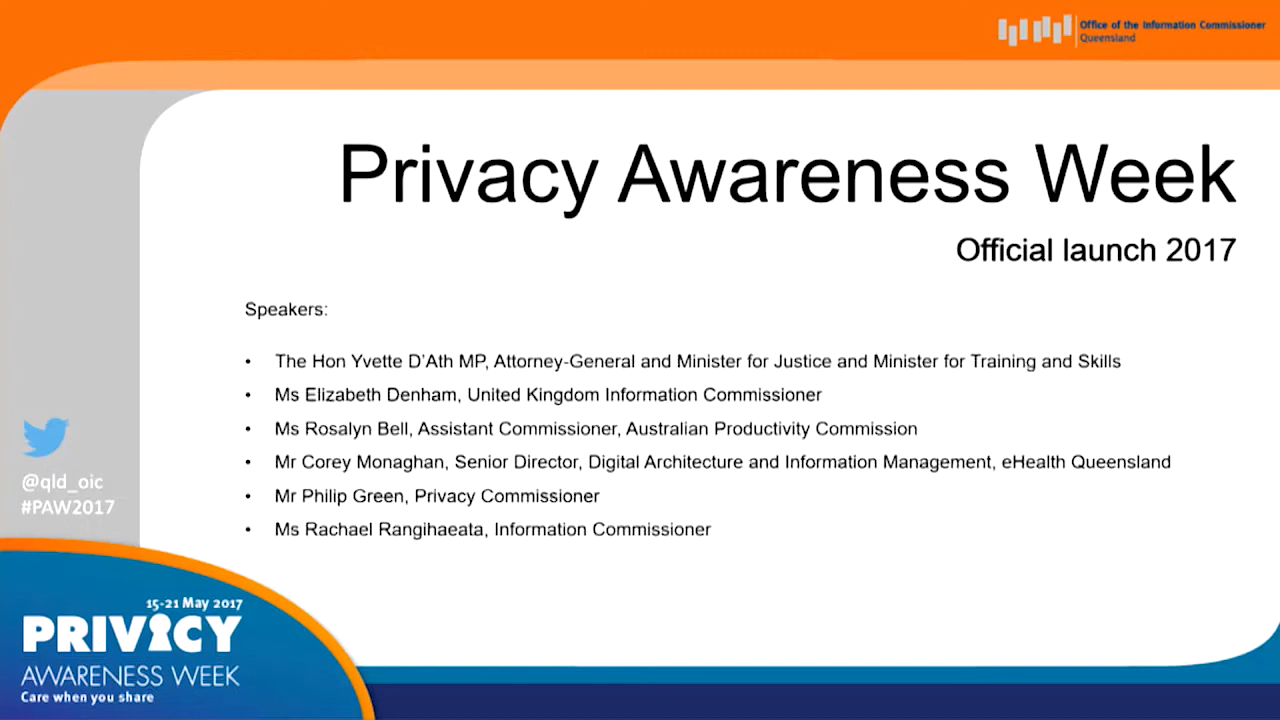 Office of the Information Commissioner
Queensland
Privacy Awareness Week
Official launch 2017
Speakers:
• The Hon Yvette D'Ath MP, Attorney-General and Minister for Justice and Minister for Training and Skills
• Ms Elizabeth Denham, United Kingdom Information Commissioner
• Ms Rosalyn Bell, Assistant Commissioner, Australian Productivity Commission
• Mr Corey Monaghan, Senior Director, Digital Architecture and Information Management, eHealth Queensland
• Mr Philip Green, Privacy Commissioner
• Ms Rachael Rangihaeata, Information Commissioner
@qld_oic
#PAW2017
15-21 May 2017
PRIVACY
AWARENESS WEEK
Care when you share